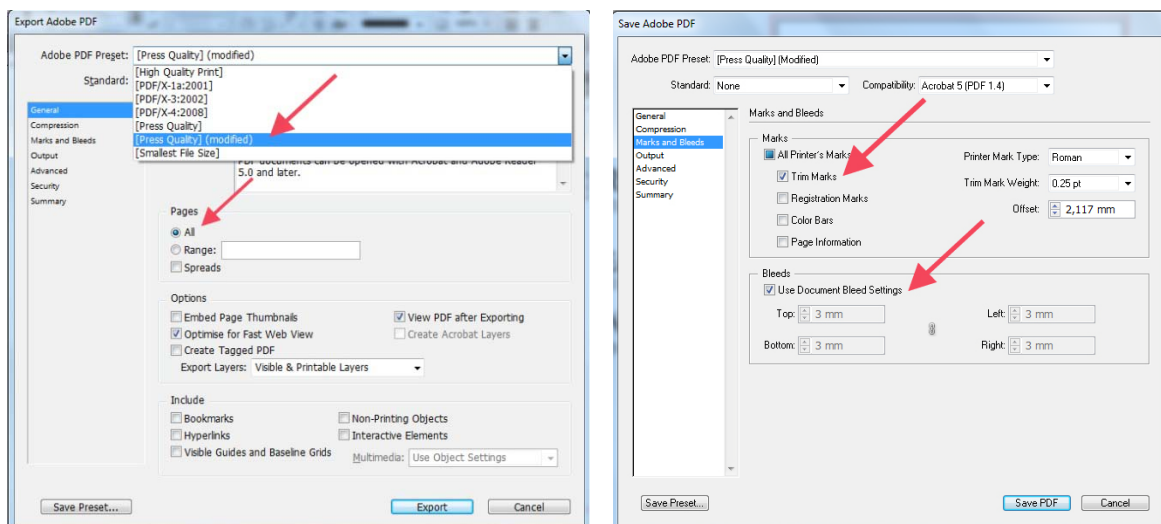 Export Adobe PDF
Adobe PDF Preset: [Press Quality] (modified)
[High Quality Print]
Standard: [PDF/X-1a:2001]
[PDF/X-3:2002]
[PDF/X-4:2008]
General [Press Quality]
Compression
Marks and Bleeds [Press Quality] (modified)
Output [Smallest File Size]
PDF documents can be opened with Acrobat and Adobe Reader
Advanced 5.0 and later.
Security
Summary
Pages
All
Range:
Spreads
Options
Embed Page Thumbnails View PDF after Exporting
Optimise for Fast Web View Create Acrobat Layers
Create Tagged PDF
Export Layers: Visible & Printable Layers
Include
Bookmarks Non-Printing Objects
Hyperlinks Interactive Elements
Visible Guides and Baseline Grids Multimedia: Use Object Settings
Save Preset... Export Cancel
Save Adobe PDF
Adobe PDF Preset: [Press Quality] (Modified)
Standard: None Compatibility: Acrobat 5 (PDF 1.4)
General Marks and Bleeds
Compression
Marks and Bleeds
Output
Advanced
Security
Summary
Marks
All Printer's Marks Printer Mark Type: Roman
Trim Marks Trim Mark Weight: 0.25 pt
Registration Marks Offset: 2,117 mm
Color Bars
Page Information
Bleeds
Use Document Bleed Settings
Top: 3 mm Left: 3 mm
Bottom: 3 mm Right: 3 mm
Save Preset... Save PDF Cancel